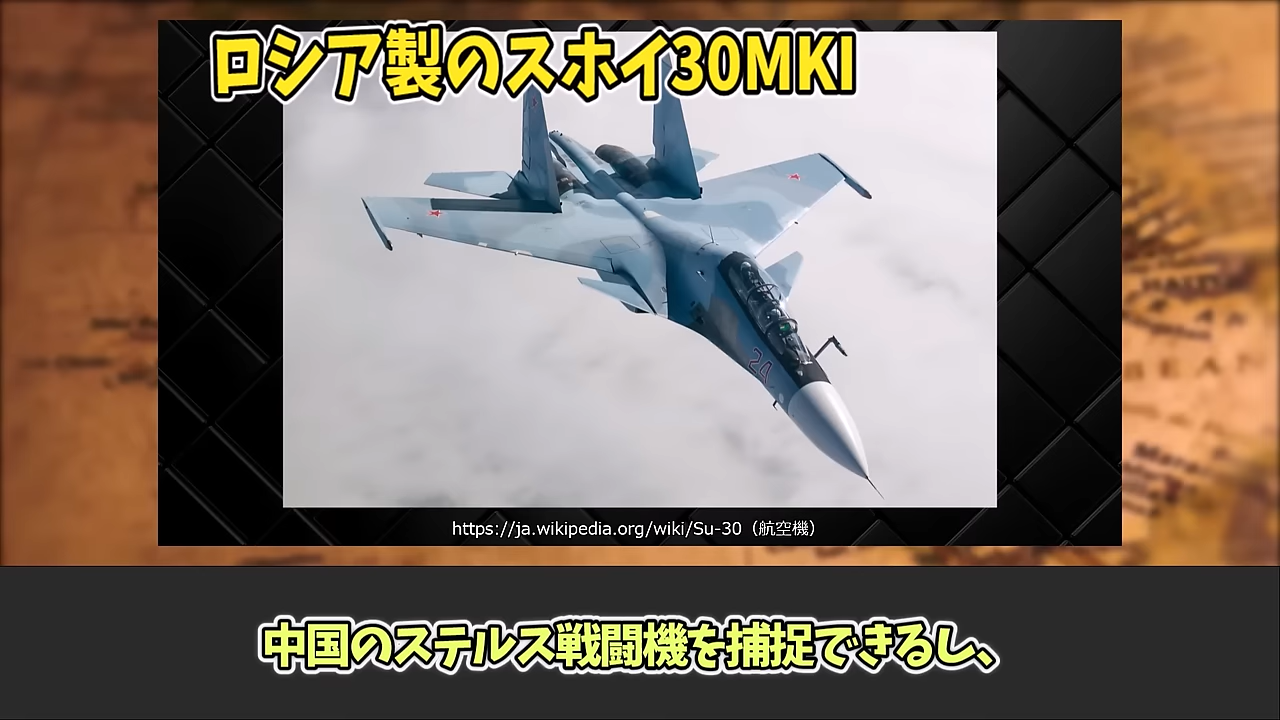 ロシア製のスホイ30MKI
24
https://ja.wikipedia.org/wiki/Su-30（航空機）
中国のステルス戦闘機を捕捉できるし、